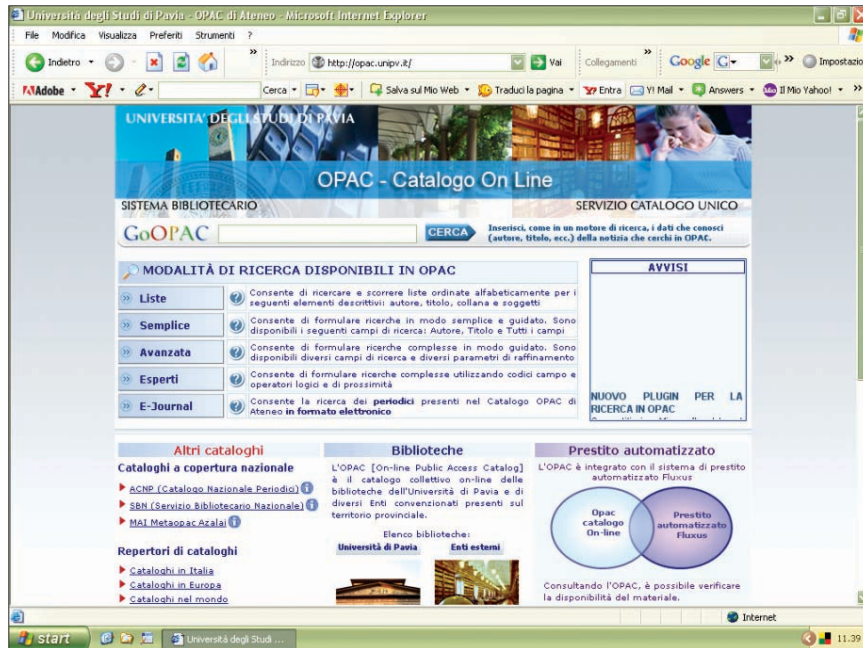 Università degli Studi di Pavia - OPAC di Ateneo - Microsoft Internet Explorer
File Modifica Visualizza Preferiti Strumenti ?
Indietro » Indirizzo http://opac.unipv.it/ Vai Collegamenti » Google G » Impostazio
Adobe Y! Cerca Salva sul Mio Web Traduci la pagina Entra Y! Mail Answers Il Mio Yahoo! »
UNIVERSITA' DEGLI STUDI DI PAVIA
OPAC - Catalogo On Line
SISTEMA BIBLIOTECARIO SERVIZIO CATALOGO UNICO
GoOPAC CERCA Inserisci, come in un motore di ricerca, i dati che conosci
(autore, titolo, ecc.) della notizia che cerchi in OPAC.
MODALITÀ DI RICERCA DISPONIBILI IN OPAC
Liste
Consente di ricercare e scorrere liste ordinate alfabeticamente per i
seguenti elementi descrittivi: autore, titolo, collana e soggetti
Semplice
Consente di formulare ricerche in modo semplice e guidato. Sono
disponibili i seguenti campi di ricerca: Autore, Titolo e Tutti i campi
Avanzata
Consente di formulare ricerche complesse in modo guidato. Sono
disponibili diversi campi di ricerca e diversi parametri di raffinamento
Esperti
Consente di formulare ricerche complesse utilizzando codici campo e
operatori logici e di prossimità
E-Journal
Consente la ricerca dei periodici presenti nel Catalogo OPAC di
Ateneo in formato elettronico
AVVISI
NUOVO PLUGIN PER LA
RICERCA IN OPAC
Altri cataloghi
Cataloghi a copertura nazionale
ACNP (Catalogo Nazionale Periodici)
SBN (Servizio Bibliotecario Nazionale)
MAI Metaopac Azalai
Repertori di cataloghi
Cataloghi in Italia
Cataloghi in Europa
Cataloghi nel mondo
Biblioteche
L'OPAC [On-line Public Access Catalog]
è il catalogo collettivo on-line delle
biblioteche dell'Università di Pavia e di
diversi Enti convenzionati presenti sul
territorio provinciale.
Elenco biblioteche:
Università di Pavia Enti esterni
Prestito automatizzato
L'OPAC è integrato con il sistema di prestito
automatizzato Fluxus
Opac
catalogo
On-line
Prestito
automatizzato
Fluxus
Consultando l'OPAC, è possibile verificare
la disponibilità del materiale.
Internet
start Università degli Studi ... 11.39